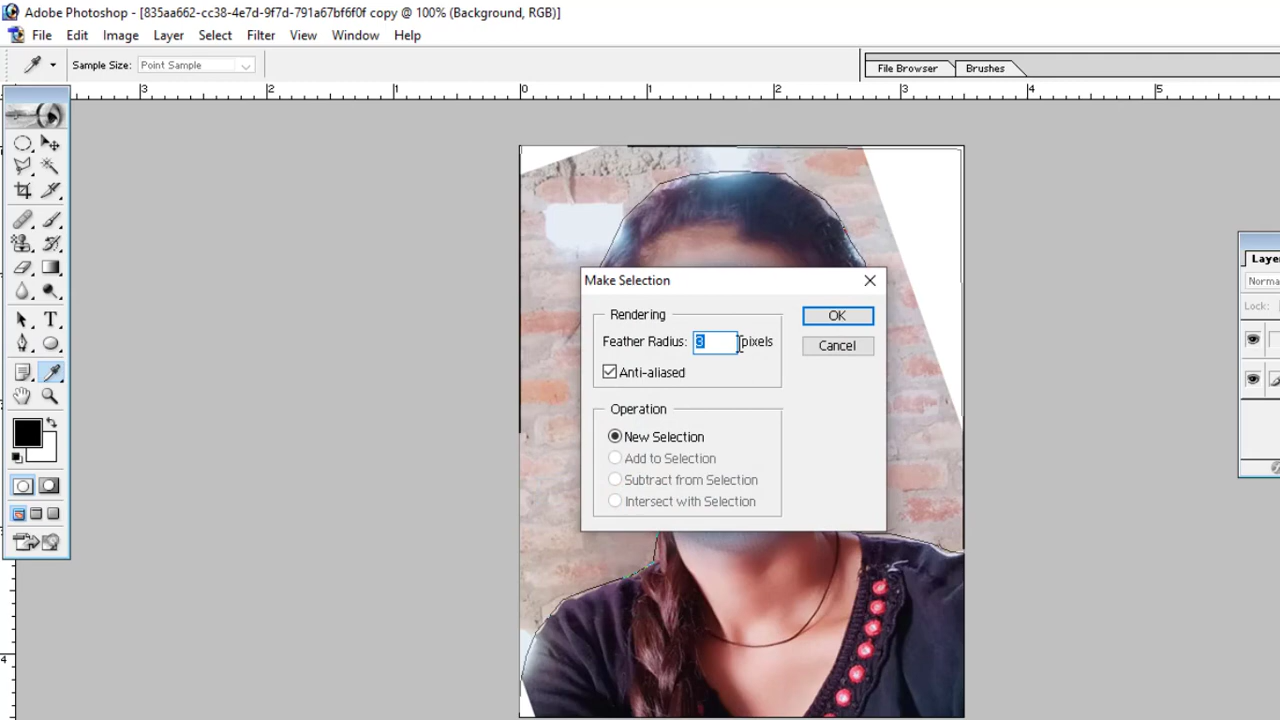 Adobe Photoshop - [835aa662-cc38-4e7d-9f7d-791a67bf6f0f copy @ 100% (Background, RGB)]
File Edit Image Layer Select Filter View Window Help
Sample Size: Point Sample
File Browser Brushes
3 2 1 0 1 2 3 4 5
Laye
Norma
Lock:
Make Selection
Rendering
Feather Radius: 3 pixels
Anti-aliased
OK
Cancel
Operation
New Selection
Add to Selection
Subtract from Selection
Intersect with Selection
4